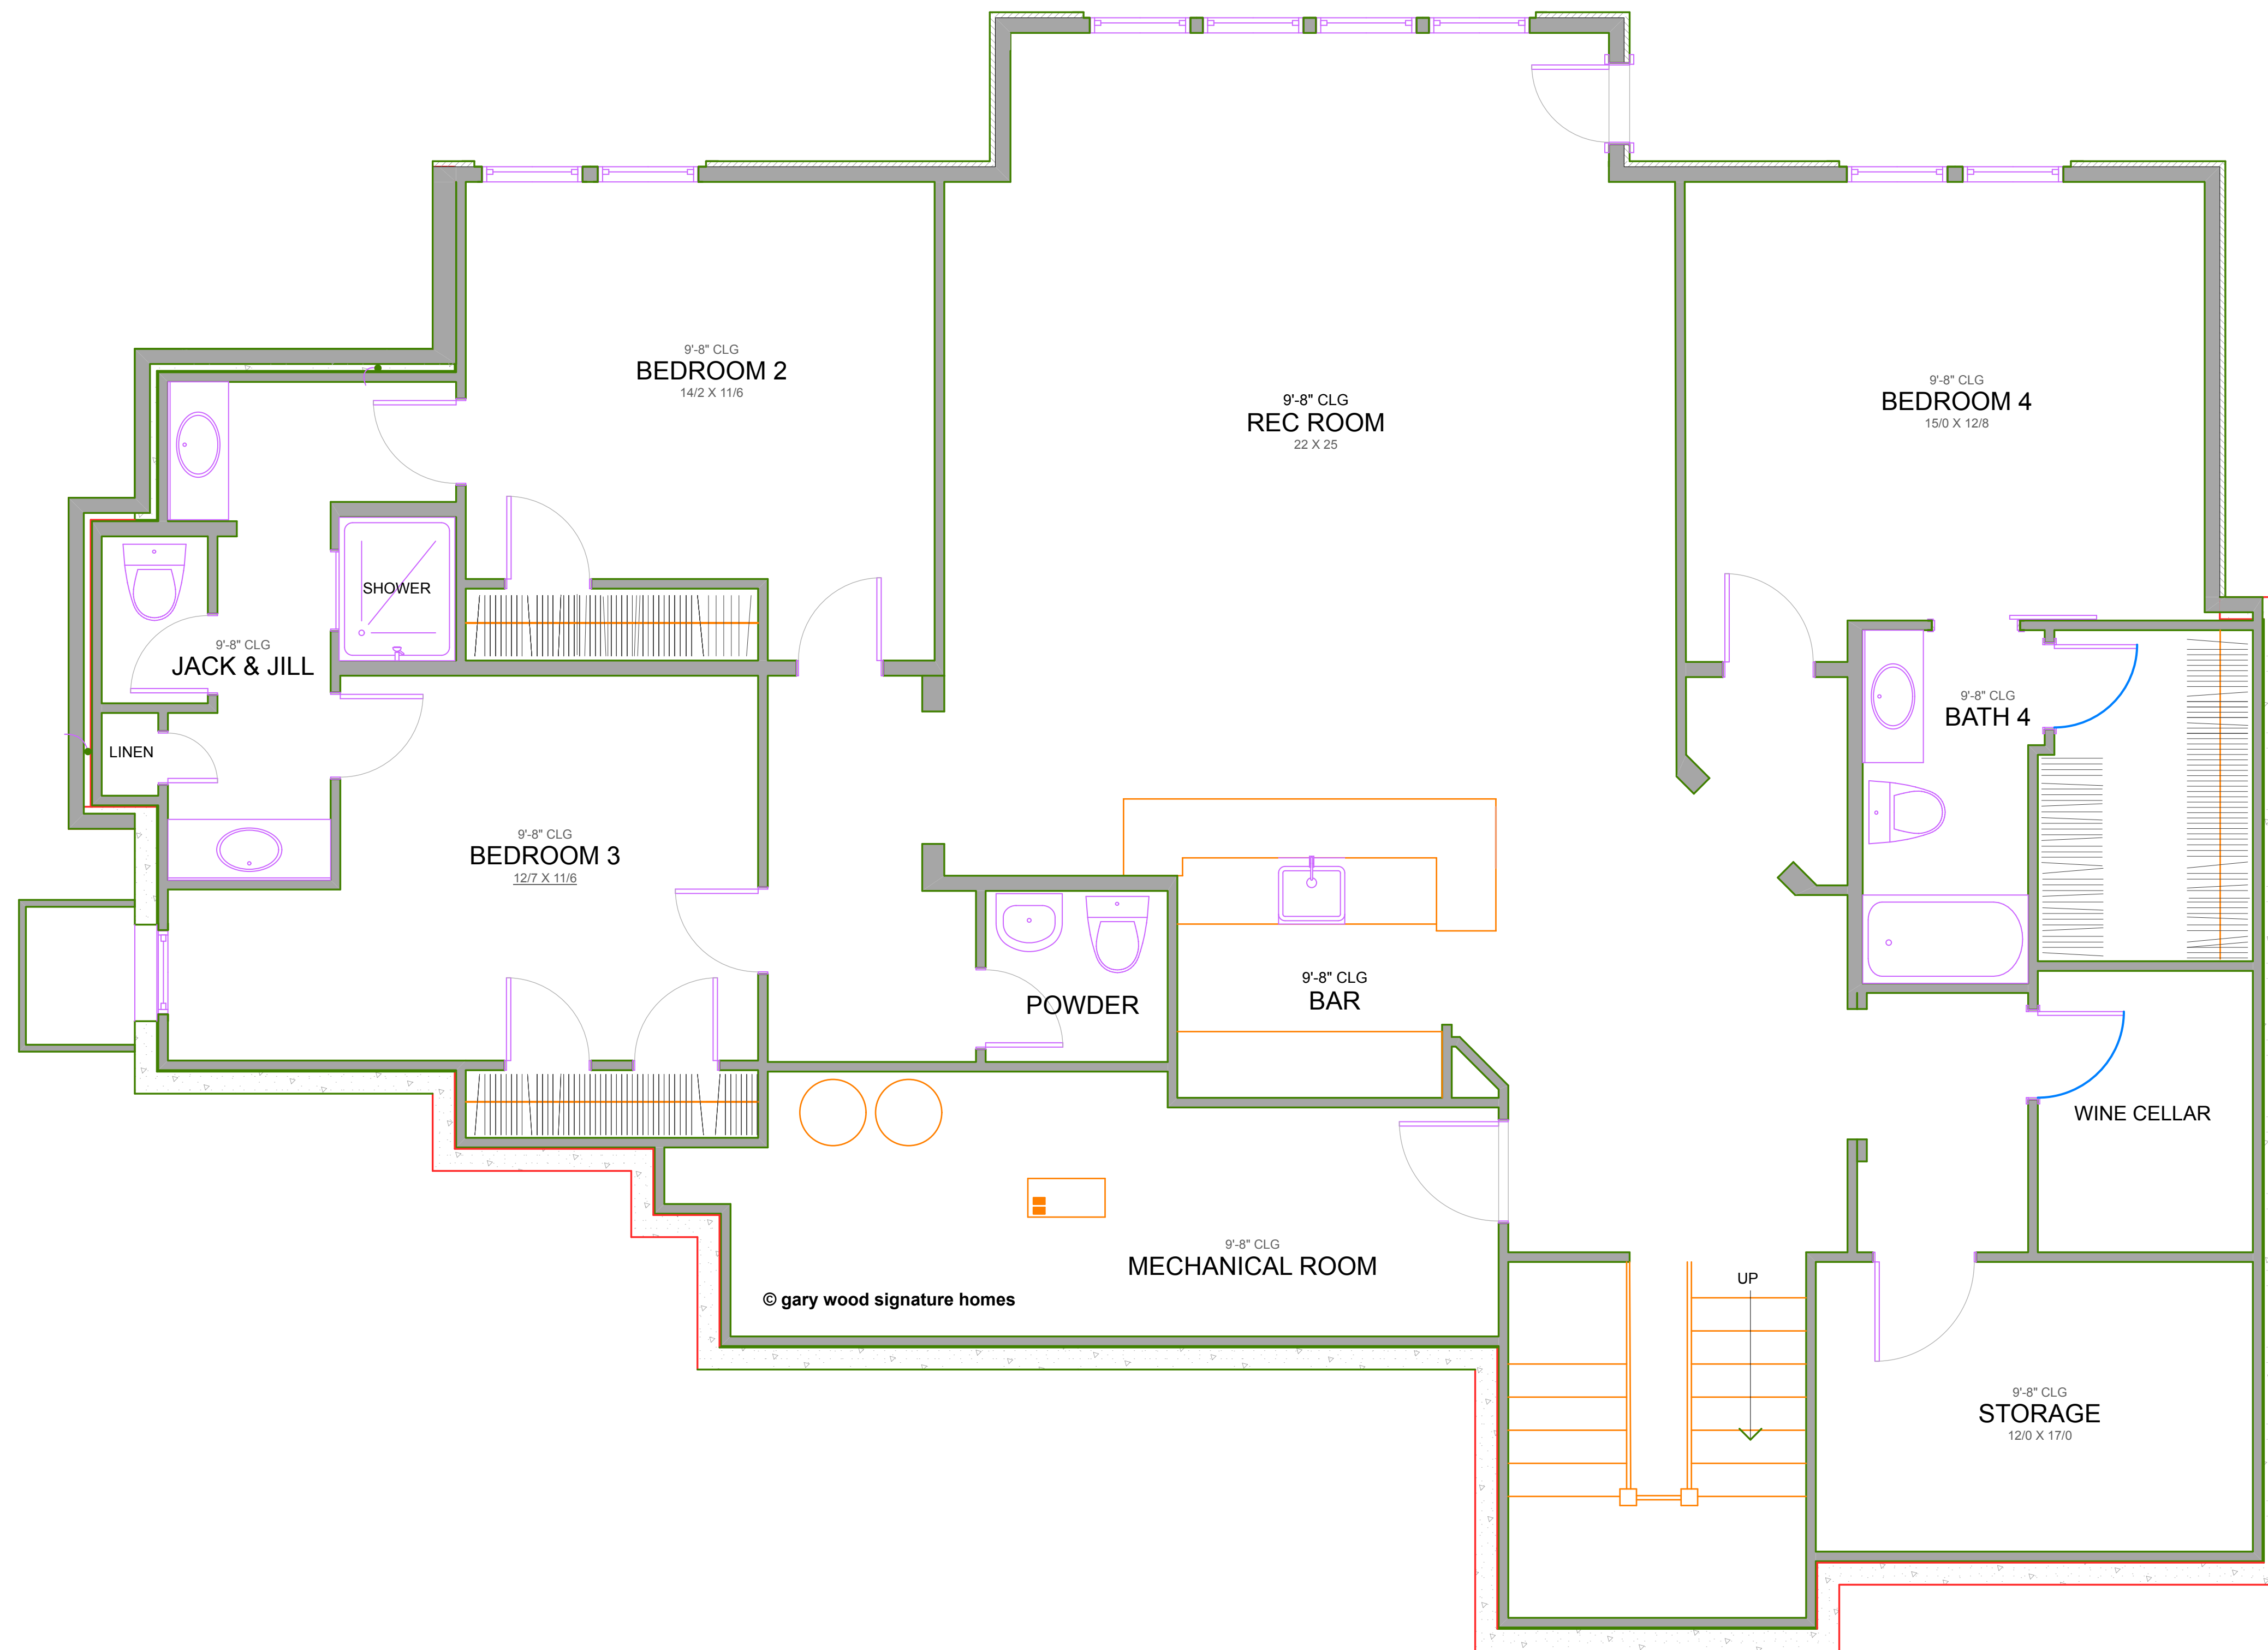 9'-8" CLG
BEDROOM 2
14/2 X 11/6
9'-8" CLG
REC ROOM
22 X 25
9'-8" CLG
BEDROOM 4
15/0 X 12/8
SHOWER
9'-8" CLG
JACK & JILL
LINEN
9'-8" CLG
BATH 4
9'-8" CLG
BEDROOM 3
12/7 X 11/6
POWDER
9'-8" CLG
BAR
WINE CELLAR
9'-8" CLG
MECHANICAL ROOM
© gary wood signature homes
UP
9'-8" CLG
STORAGE
12/0 X 17/0